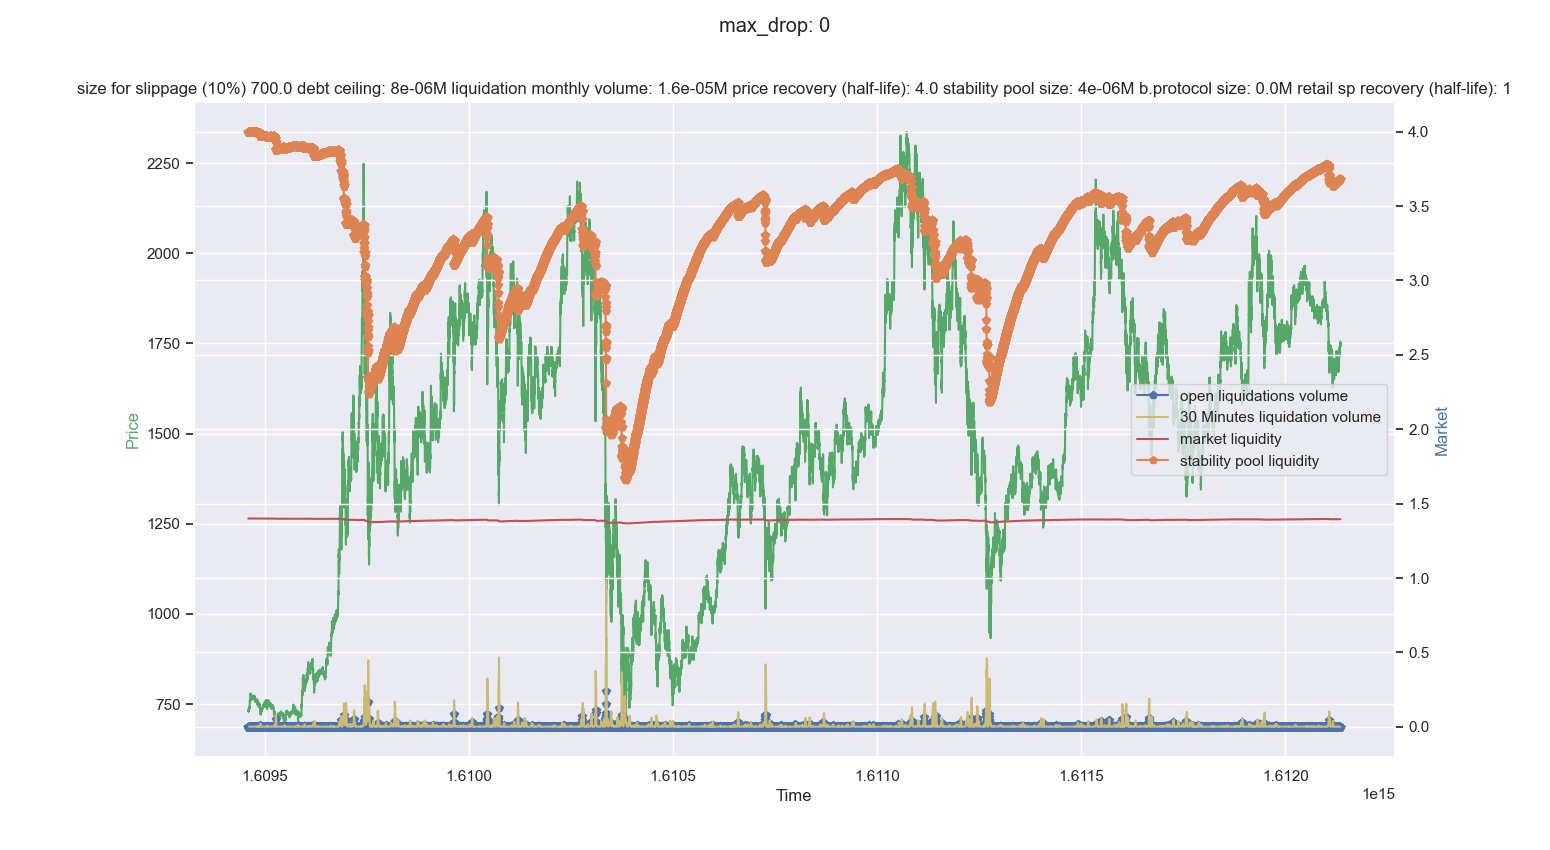 max_drop: 0
size for slippage (10%) 700.0 debt ceiling: 8e-06M liquidation monthly volume: 1.6e-05M price recovery (half-life): 4.0 stability pool size: 4e-06M b.protocol size: 0.0M retail sp recovery (half-life): 1
4.0
2250
3.5
2000
3.0
1750
2.5
open liquidations volume
30 Minutes liquidation volume
market liquidity
stability pool liquidity
Price
1500
2.0
Market
1.5
1250
1.0
1000
0.5
750
0.0
1.6095 1.6100 1.6105 1.6110 1.6115 1.6120
Time
1e15